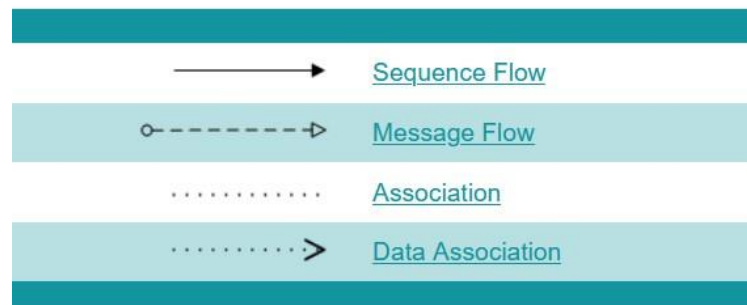 Sequence Flow
Message Flow
Association
Data Association